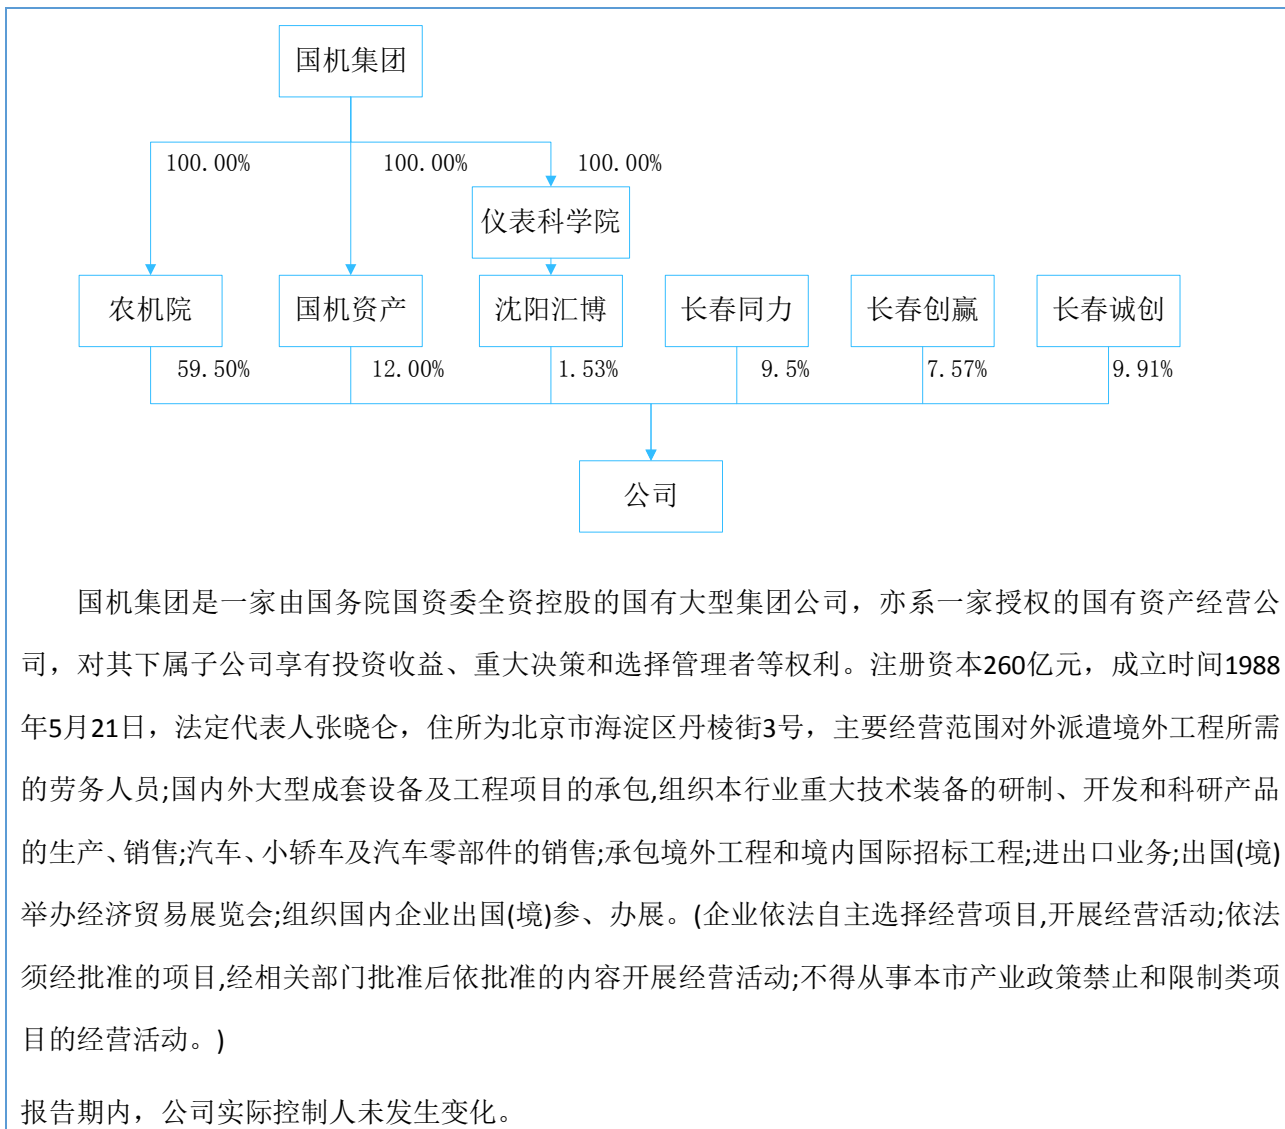 国机集团
100.00% 100.00% 100.00%
仪表科学院
农机院 国机资产 沈阳汇博 长春同力 长春创赢 长春诚创
59.50% 12.00% 1.53% 9.5% 7.57% 9.91%
公司
国机集团是一家由国务院国资委全资控股的国有大型集团公司，亦系一家授权的国有资产经营公
司，对其下属子公司享有投资收益、重大决策和选择管理者等权利。注册资本260亿元，成立时间1988
年5月21日，法定代表人张晓仑，住所为北京市海淀区丹棱街3号，主要经营范围对外派遣境外工程所需
的劳务人员;国内外大型成套设备及工程项目的承包,组织本行业重大技术装备的研制、开发和科研产品
的生产、销售;汽车、小轿车及汽车零部件的销售;承包境外工程和境内国际招标工程;进出口业务;出国(境)
举办经济贸易展览会;组织国内企业出国(境)参、办展。(企业依法自主选择经营项目,开展经营活动;依法
须经批准的项目,经相关部门批准后依批准的内容开展经营活动;不得从事本市产业政策禁止和限制类项
目的经营活动。)
报告期内，公司实际控制人未发生变化。